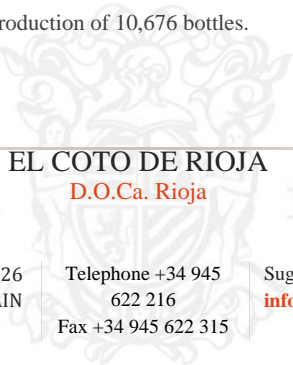 roduction of 10,676 bottles.
EL COTO DE RIOJA
D.O.Ca. Rioja
26
AIN
Telephone +34 945
622 216
Fax +34 945 622 315
Sug
info